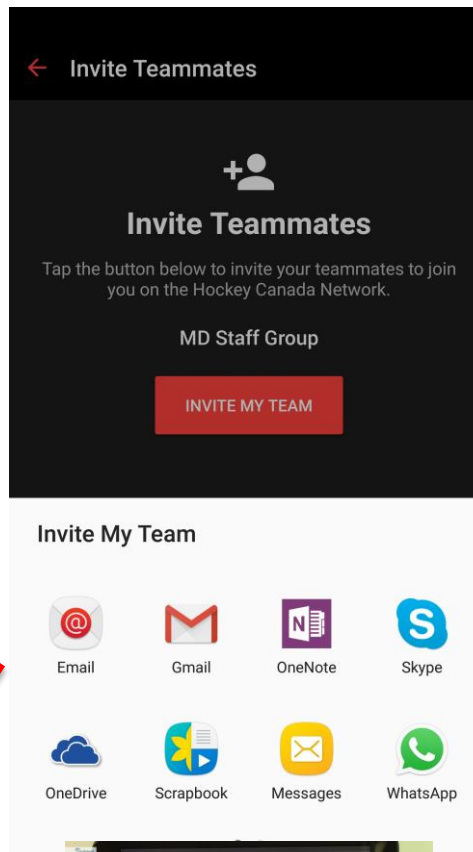 Invite Teammates
Invite Teammates
Tap the button below to invite your teammates to join
you on the Hockey Canada Network.
MD Staff Group
INVITE MY TEAM
Invite My Team
Email Gmail OneNote Skype
OneDrive Scrapbook Messages WhatsApp